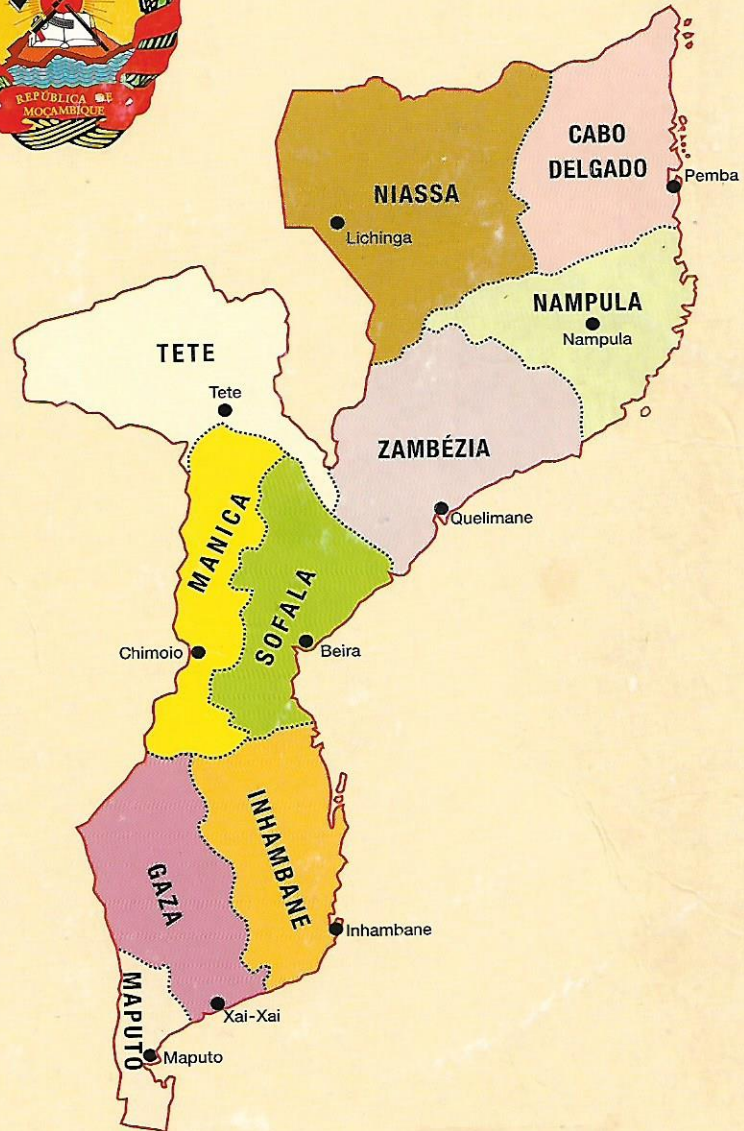 REPÚBLICA DE
MOÇAMBIQUE
CABO
DELGADO
Pemba
NIASSA
Lichinga
NAMPULA
Nampula
TETE
Tete
ZAMBÉZIA
Quelimane
MANICA
SOFALA
Chimoio
Beira
INHAMBANE
GAZA
Inhambane
MAPUTO
Xai-Xai
Maputo